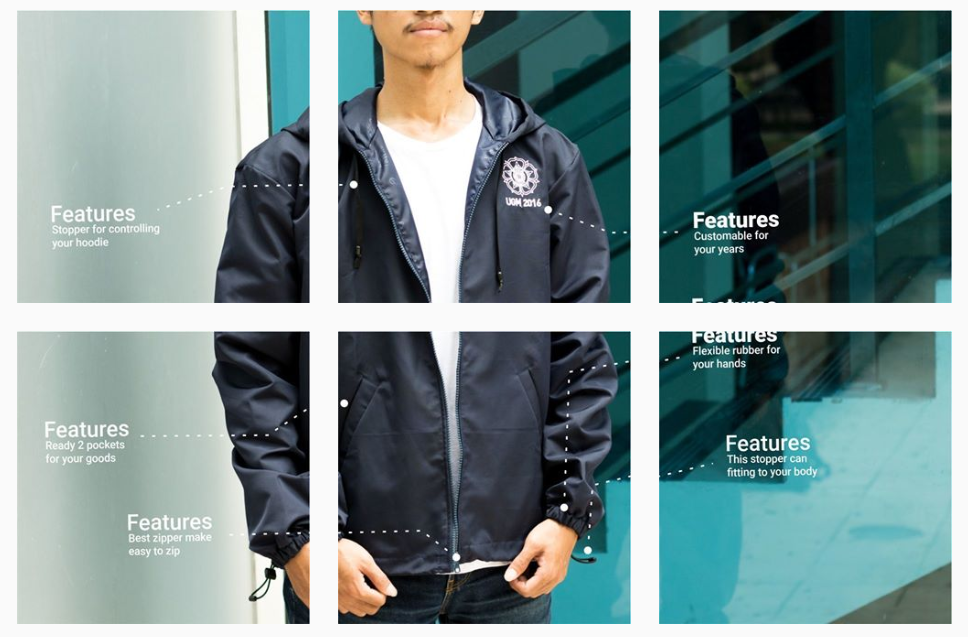 Features
Stopper for controlling
your hoodie
UGM 2016
Features
Customable for
your years
Features
Features
Flexible rubber for
your hands
Features
Ready 2 pockets
for your goods
Features
This stopper can
fitting to your body
Features
Best zipper make
easy to zip